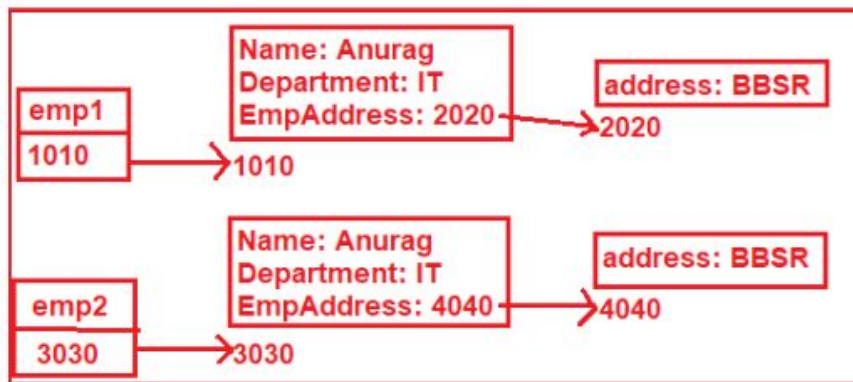 Name: Anurag
Department: IT
EmpAddress: 2020
address: BBSR
2020
emp1
1010
1010
Name: Anurag
Department: IT
EmpAddress: 4040
address: BBSR
4040
emp2
3030
3030